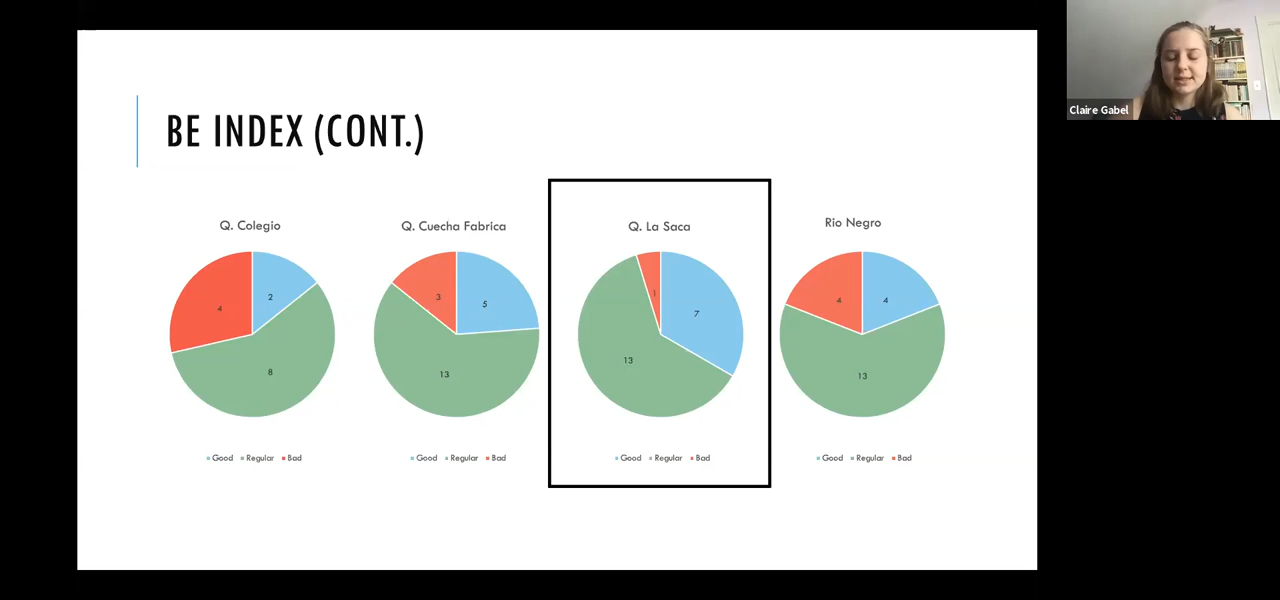 Claire Gabel
BE INDEX (CONT.)
Q. Colegio
4
2
8
Good Regular Bad
Q. Cuecha Fabrica
3
5
13
Good Regular Bad
Q. La Saca
1
7
13
Good Regular Bad
Rio Negro
4
4
13
Good Regular Bad